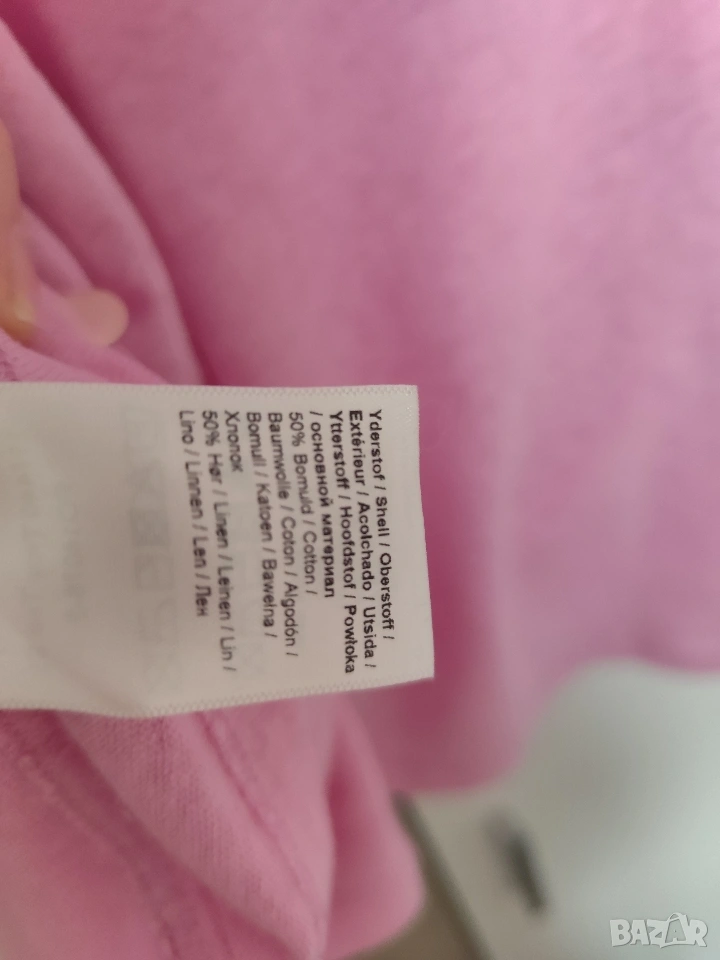 Yderstof / Shell / Oberstoff /
Extérieur / Acolchado / Utsida /
Ytterstoff / Hoofdstof / Powłoka
/ основной материал
50% Bomuld / Cotton /
Baumwolle / Coton / Algodón /
Bomull / Katoen / Bawełna /
Хлопок
50% Hør / Linen / Leinen / Lin /
Lino / Linnen / Len / Лен
BAZAR